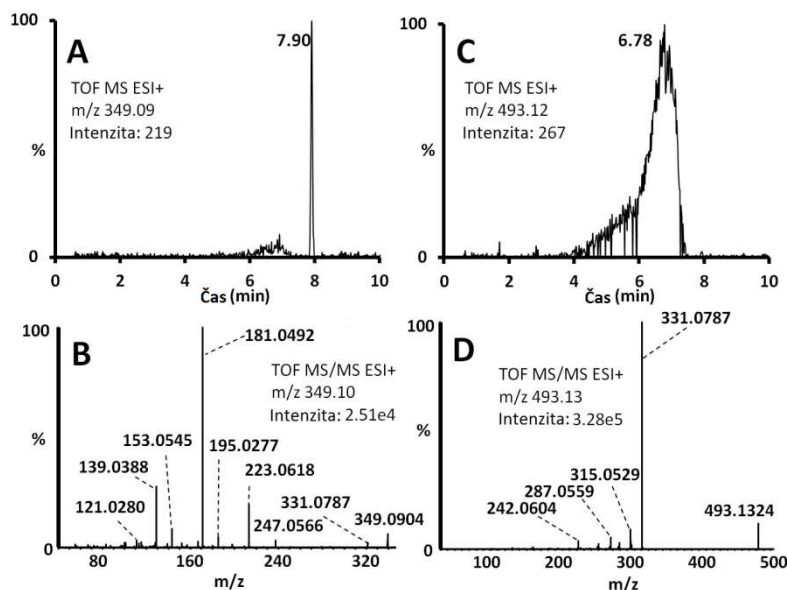 100
A
7.90
TOF MS ESI+
m/z 349.09
Intenzita: 219
%
0
0 2 4 6 8 10
Čas (min)
100
C
6.78
TOF MS ESI+
m/z 493.12
Intenzita: 267
%
0
0 2 4 6 8 10
Čas (min)
100
B
181.0492
TOF MS/MS ESI+
m/z 349.10
Intenzita: 2.51e4
%
153.0545
195.0277
139.0388
223.0618
121.0280
247.0566
331.0787
349.0904
0
80 160 240 320
m/z
100
D
331.0787
TOF MS/MS ESI+
m/z 493.13
Intenzita: 3.28e5
%
315.0529
287.0559
242.0604
493.1324
0
100 200 300 400 500
m/z